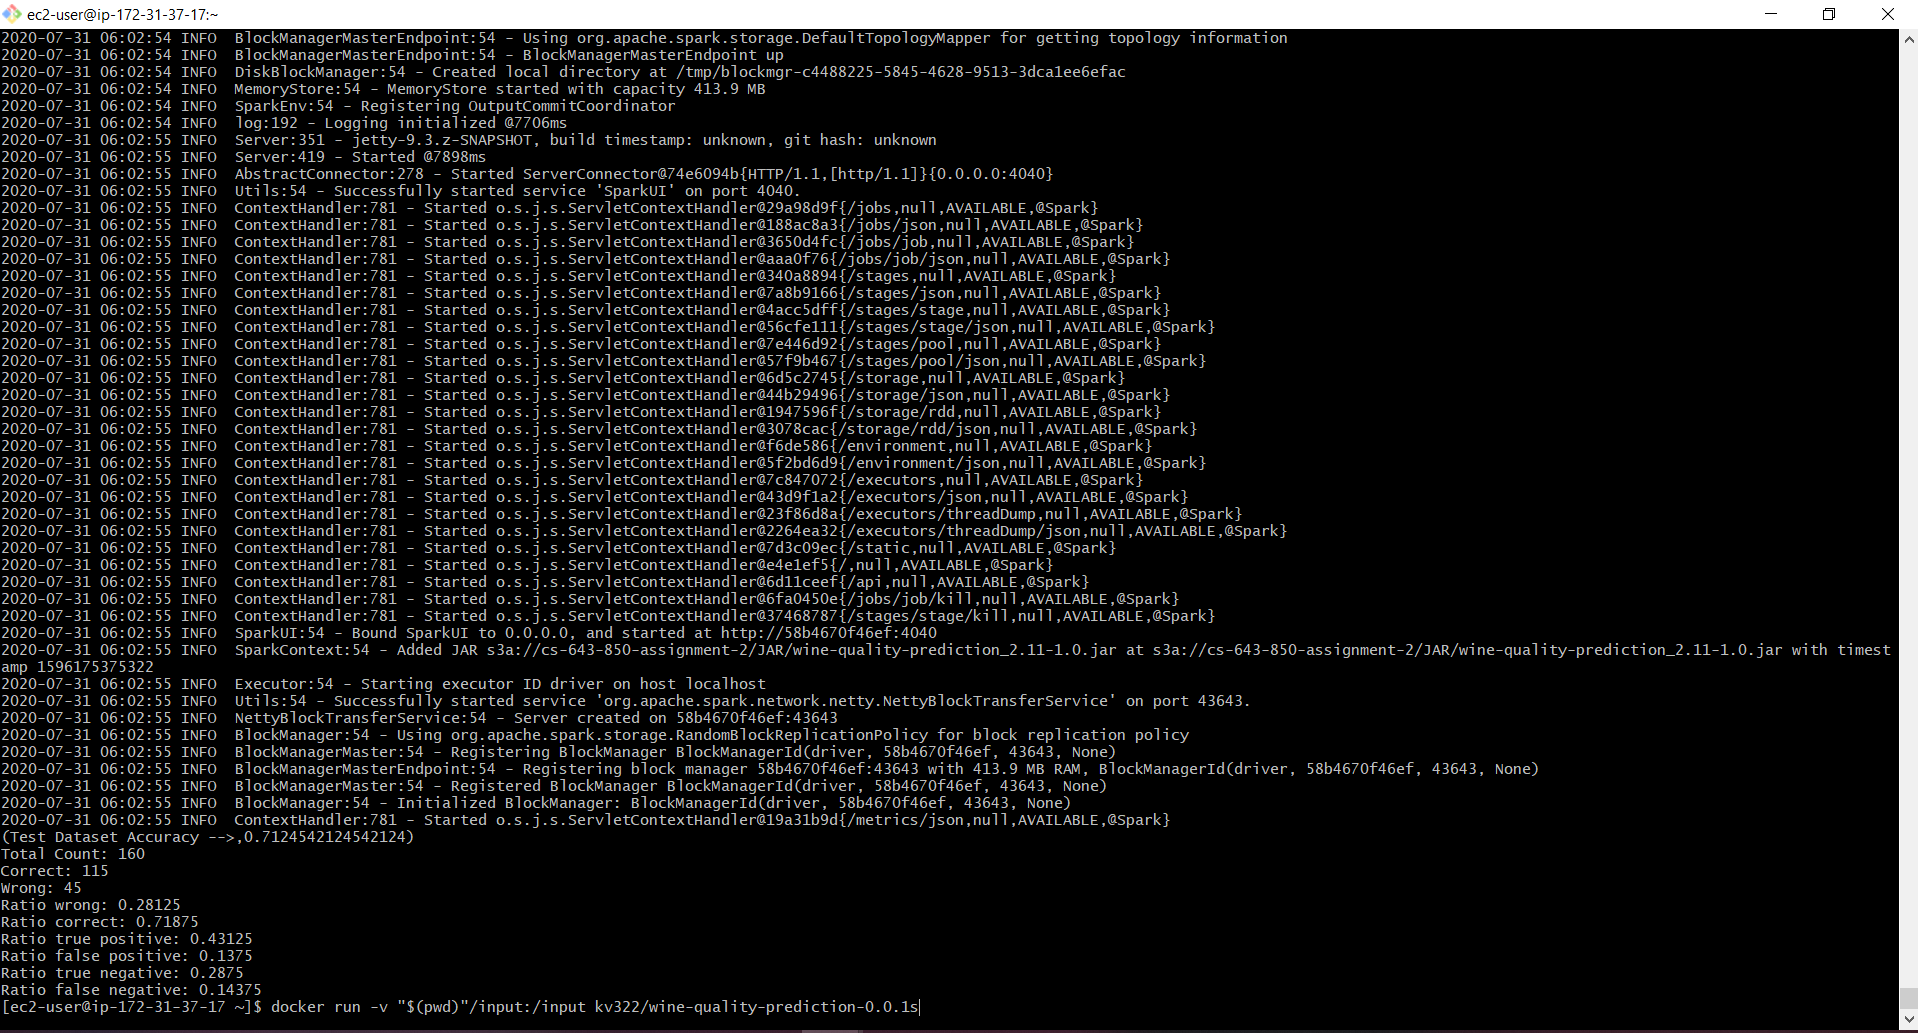 ec2-user@ip-172-31-37-17:~
2020-07-31 06:02:54 INFO  BlockManagerMasterEndpoint:54 - Using org.apache.spark.storage.DefaultTopologyMapper for getting topology information
2020-07-31 06:02:54 INFO  BlockManagerMasterEndpoint:54 - BlockManagerMasterEndpoint up
2020-07-31 06:02:54 INFO  DiskBlockManager:54 - Created local directory at /tmp/blockmgr-c4488225-5845-4628-9513-3dca1ee6efac
2020-07-31 06:02:54 INFO  MemoryStore:54 - MemoryStore started with capacity 413.9 MB
2020-07-31 06:02:54 INFO  SparkEnv:54 - Registering OutputCommitCoordinator
2020-07-31 06:02:54 INFO  log:192 - Logging initialized @7706ms
2020-07-31 06:02:55 INFO  Server:351 - jetty-9.3.z-SNAPSHOT, build timestamp: unknown, git hash: unknown
2020-07-31 06:02:55 INFO  Server:419 - Started @7898ms
2020-07-31 06:02:55 INFO  AbstractConnector:278 - Started ServerConnector@74e6094b{HTTP/1.1,[http/1.1]}{0.0.0.0:4040}
2020-07-31 06:02:55 INFO  Utils:54 - Successfully started service 'SparkUI' on port 4040.
2020-07-31 06:02:55 INFO  ContextHandler:781 - Started o.s.j.s.ServletContextHandler@29a98d9f{/jobs,null,AVAILABLE,@Spark}
2020-07-31 06:02:55 INFO  ContextHandler:781 - Started o.s.j.s.ServletContextHandler@188ac8a3{/jobs/json,null,AVAILABLE,@Spark}
2020-07-31 06:02:55 INFO  ContextHandler:781 - Started o.s.j.s.ServletContextHandler@3650d4fc{/jobs/job,null,AVAILABLE,@Spark}
2020-07-31 06:02:55 INFO  ContextHandler:781 - Started o.s.j.s.ServletContextHandler@aaa0f76{/jobs/job/json,null,AVAILABLE,@Spark}
2020-07-31 06:02:55 INFO  ContextHandler:781 - Started o.s.j.s.ServletContextHandler@340a8894{/stages,null,AVAILABLE,@Spark}
2020-07-31 06:02:55 INFO  ContextHandler:781 - Started o.s.j.s.ServletContextHandler@7a8b9166{/stages/json,null,AVAILABLE,@Spark}
2020-07-31 06:02:55 INFO  ContextHandler:781 - Started o.s.j.s.ServletContextHandler@4acc5dff{/stages/stage,null,AVAILABLE,@Spark}
2020-07-31 06:02:55 INFO  ContextHandler:781 - Started o.s.j.s.ServletContextHandler@56cfe111{/stages/stage/json,null,AVAILABLE,@Spark}
2020-07-31 06:02:55 INFO  ContextHandler:781 - Started o.s.j.s.ServletContextHandler@7e446d92{/stages/pool,null,AVAILABLE,@Spark}
2020-07-31 06:02:55 INFO  ContextHandler:781 - Started o.s.j.s.ServletContextHandler@57f9b467{/stages/pool/json,null,AVAILABLE,@Spark}
2020-07-31 06:02:55 INFO  ContextHandler:781 - Started o.s.j.s.ServletContextHandler@6d5c2745{/storage,null,AVAILABLE,@Spark}
2020-07-31 06:02:55 INFO  ContextHandler:781 - Started o.s.j.s.ServletContextHandler@44b29496{/storage/json,null,AVAILABLE,@Spark}
2020-07-31 06:02:55 INFO  ContextHandler:781 - Started o.s.j.s.ServletContextHandler@1947596f{/storage/rdd,null,AVAILABLE,@Spark}
2020-07-31 06:02:55 INFO  ContextHandler:781 - Started o.s.j.s.ServletContextHandler@3078cac{/storage/rdd/json,null,AVAILABLE,@Spark}
2020-07-31 06:02:55 INFO  ContextHandler:781 - Started o.s.j.s.ServletContextHandler@f6de586{/environment,null,AVAILABLE,@Spark}
2020-07-31 06:02:55 INFO  ContextHandler:781 - Started o.s.j.s.ServletContextHandler@5f2bd6d9{/environment/json,null,AVAILABLE,@Spark}
2020-07-31 06:02:55 INFO  ContextHandler:781 - Started o.s.j.s.ServletContextHandler@7c847072{/executors,null,AVAILABLE,@Spark}
2020-07-31 06:02:55 INFO  ContextHandler:781 - Started o.s.j.s.ServletContextHandler@43d9f1a2{/executors/json,null,AVAILABLE,@Spark}
2020-07-31 06:02:55 INFO  ContextHandler:781 - Started o.s.j.s.ServletContextHandler@23f86d8a{/executors/threadDump,null,AVAILABLE,@Spark}
2020-07-31 06:02:55 INFO  ContextHandler:781 - Started o.s.j.s.ServletContextHandler@2264ea32{/executors/threadDump/json,null,AVAILABLE,@Spark}
2020-07-31 06:02:55 INFO  ContextHandler:781 - Started o.s.j.s.ServletContextHandler@7d3c09ec{/static,null,AVAILABLE,@Spark}
2020-07-31 06:02:55 INFO  ContextHandler:781 - Started o.s.j.s.ServletContextHandler@e4e1ef5{/,null,AVAILABLE,@Spark}
2020-07-31 06:02:55 INFO  ContextHandler:781 - Started o.s.j.s.ServletContextHandler@6d11ceef{/api,null,AVAILABLE,@Spark}
2020-07-31 06:02:55 INFO  ContextHandler:781 - Started o.s.j.s.ServletContextHandler@6fa0450e{/jobs/job/kill,null,AVAILABLE,@Spark}
2020-07-31 06:02:55 INFO  ContextHandler:781 - Started o.s.j.s.ServletContextHandler@37468787{/stages/stage/kill,null,AVAILABLE,@Spark}
2020-07-31 06:02:55 INFO  SparkUI:54 - Bound SparkUI to 0.0.0.0, and started at http://58b4670f46ef:4040
2020-07-31 06:02:55 INFO  SparkContext:54 - Added JAR s3a://cs-643-850-assignment-2/JAR/wine-quality-prediction_2.11-1.0.jar at s3a://cs-643-850-assignment-2/JAR/wine-quality-prediction_2.11-1.0.jar with timest
amp 1596175375322
2020-07-31 06:02:55 INFO  Executor:54 - Starting executor ID driver on host localhost
2020-07-31 06:02:55 INFO  Utils:54 - Successfully started service 'org.apache.spark.network.netty.NettyBlockTransferService' on port 43643.
2020-07-31 06:02:55 INFO  NettyBlockTransferService:54 - Server created on 58b4670f46ef:43643
2020-07-31 06:02:55 INFO  BlockManager:54 - Using org.apache.spark.storage.RandomBlockReplicationPolicy for block replication policy
2020-07-31 06:02:55 INFO  BlockManagerMaster:54 - Registering BlockManager BlockManagerId(driver, 58b4670f46ef, 43643, None)
2020-07-31 06:02:55 INFO  BlockManagerMasterEndpoint:54 - Registering block manager 58b4670f46ef:43643 with 413.9 MB RAM, BlockManagerId(driver, 58b4670f46ef, 43643, None)
2020-07-31 06:02:55 INFO  BlockManagerMaster:54 - Registered BlockManager BlockManagerId(driver, 58b4670f46ef, 43643, None)
2020-07-31 06:02:55 INFO  BlockManager:54 - Initialized BlockManager: BlockManagerId(driver, 58b4670f46ef, 43643, None)
2020-07-31 06:02:55 INFO  ContextHandler:781 - Started o.s.j.s.ServletContextHandler@19a31b9d{/metrics/json,null,AVAILABLE,@Spark}
(Test Dataset Accuracy -->,0.7124542124542124)
Total Count: 160
Correct: 115
Wrong: 45
Ratio wrong: 0.28125
Ratio correct: 0.71875
Ratio true positive: 0.43125
Ratio false positive: 0.1375
Ratio true negative: 0.2875
Ratio false negative: 0.14375
[ec2-user@ip-172-31-37-17 ~]$ docker run -v "$(pwd)"/input:/input kv322/wine-quality-prediction-0.0.1s